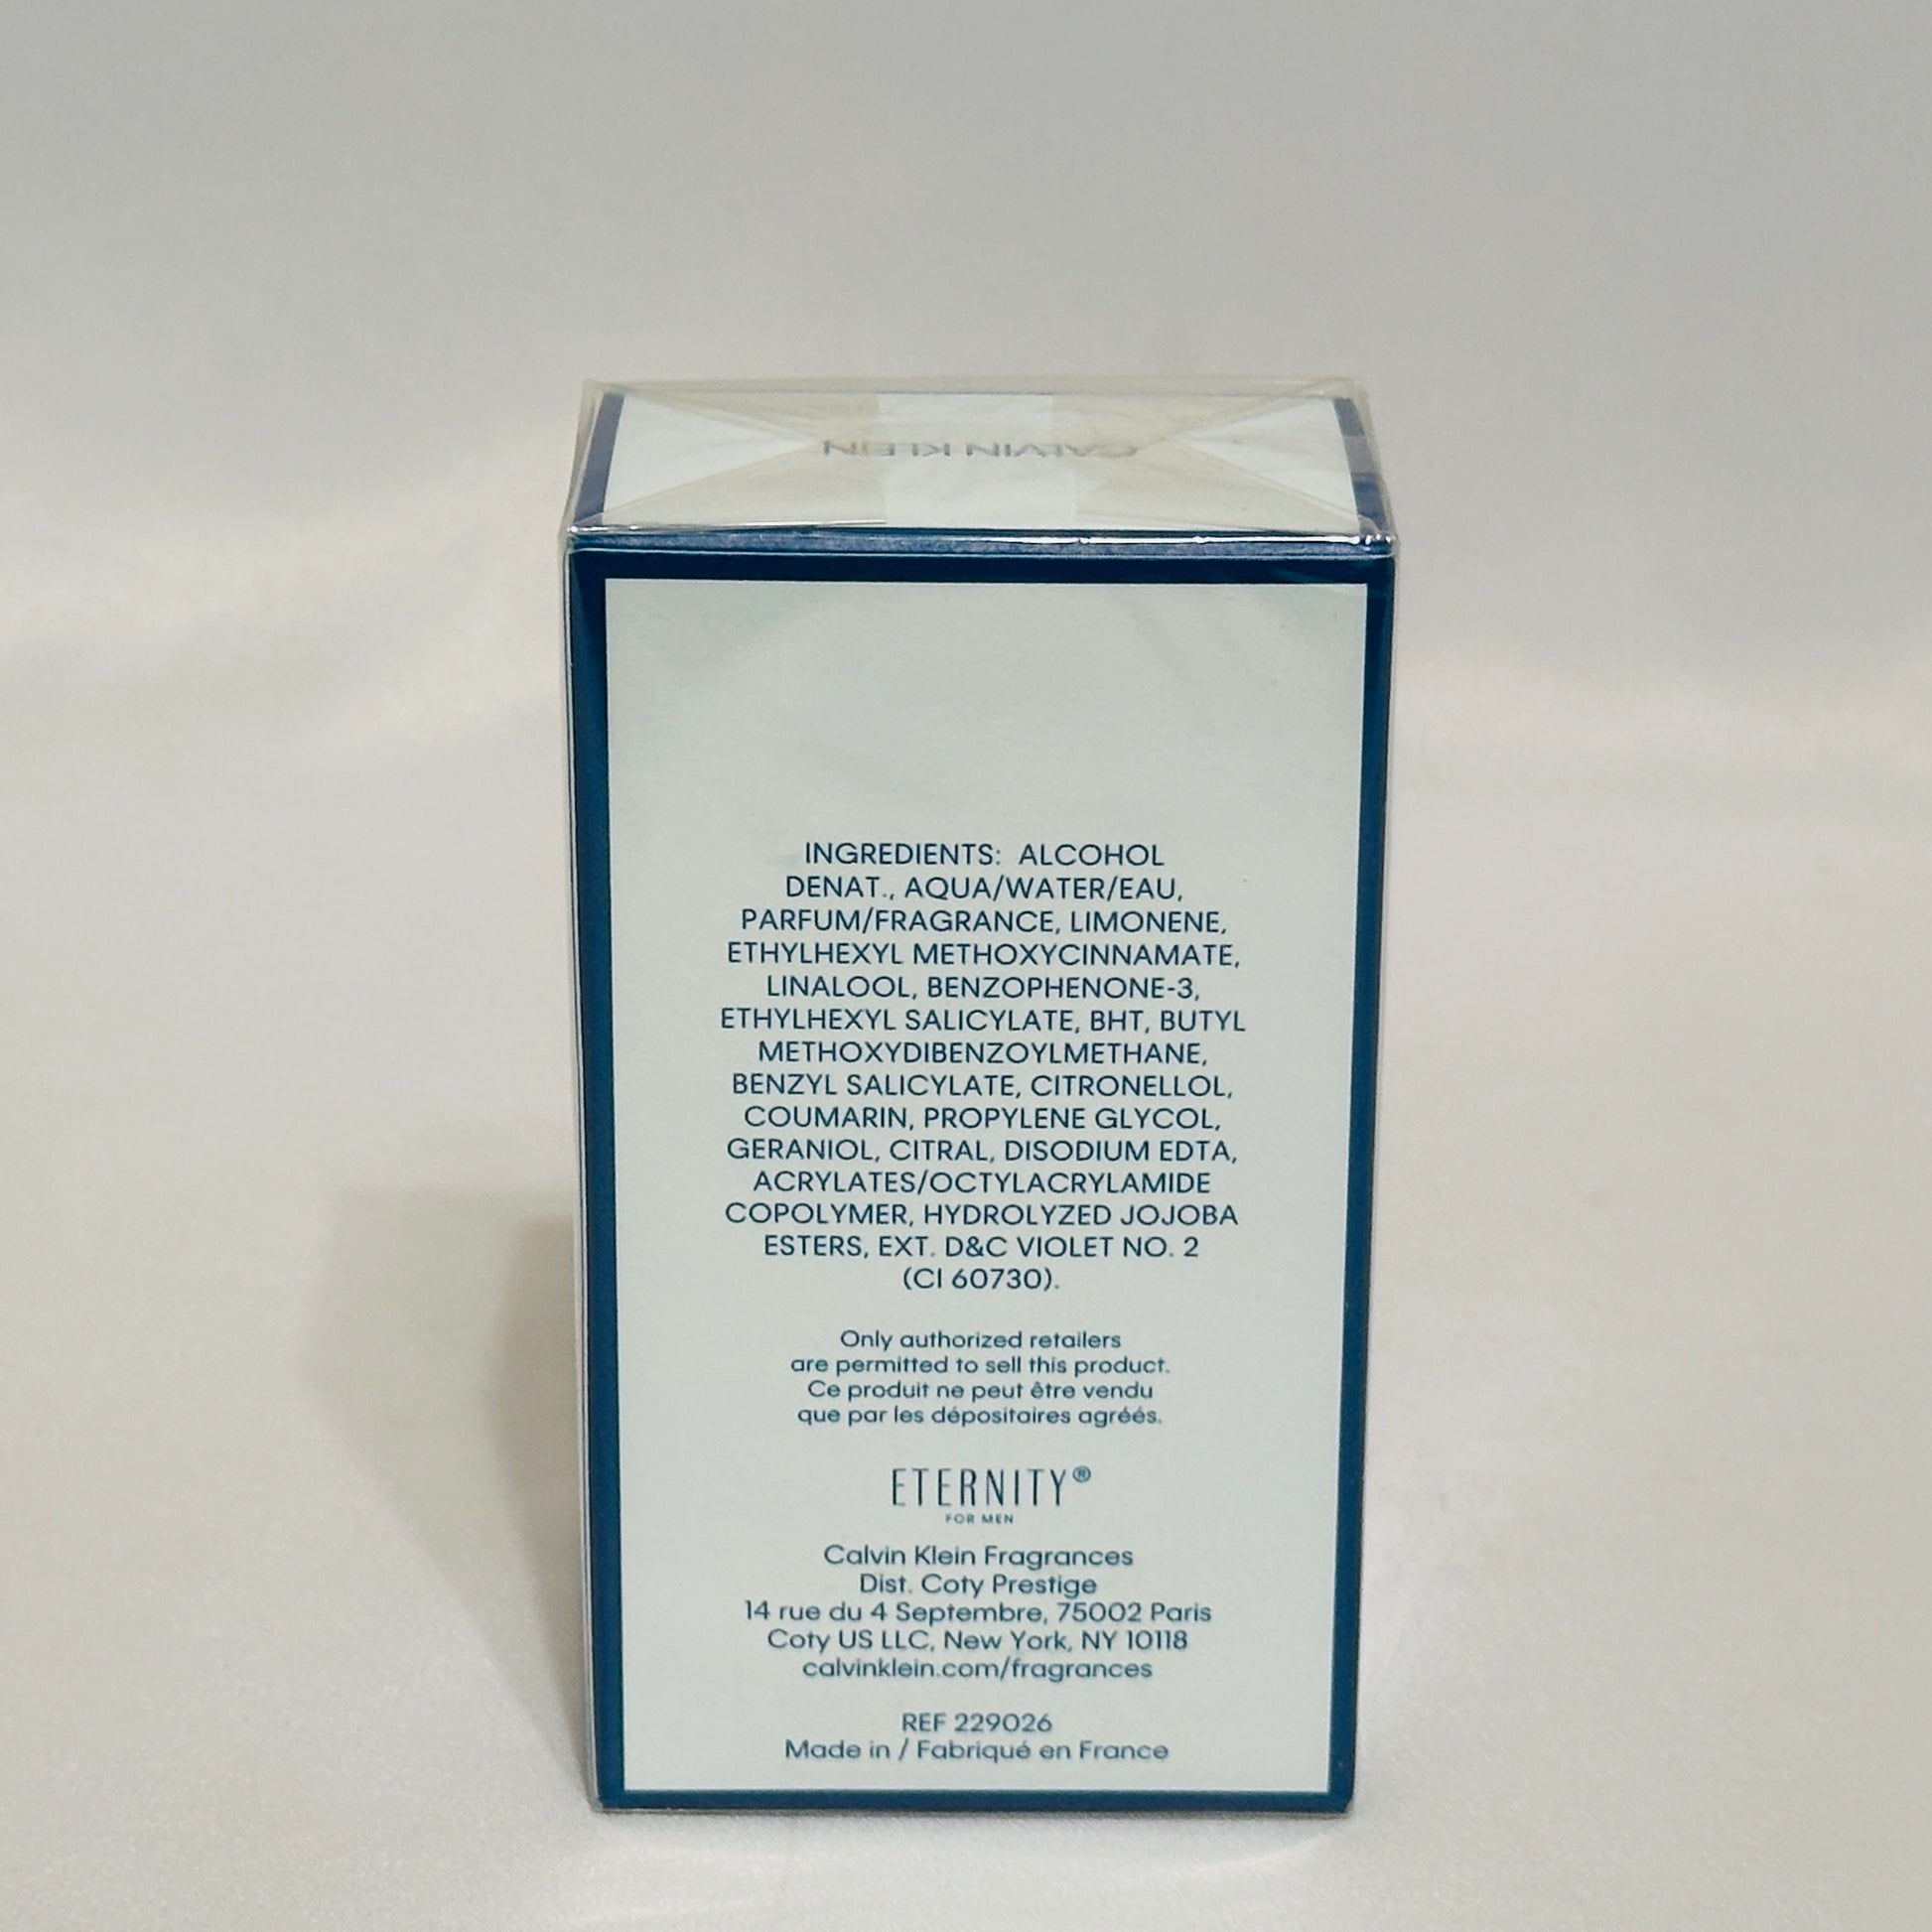 CALVIN KLEIN
INGREDIENTS: ALCOHOL
DENAT., AQUA/WATER/EAU,
PARFUM/FRAGRANCE, LIMONENE,
ETHYLHEXYL METHOXYCINNAMATE,
LINALOOL, BENZOPHENONE-3,
ETHYLHEXYL SALICYLATE, BHT, BUTYL
METHOXYDIBENZOYLMETHANE,
BENZYL SALICYLATE, CITRONELLOL,
COUMARIN, PROPYLENE GLYCOL,
GERANIOL, CITRAL, DISODIUM EDTA,
ACRYLATES/OCTYLACRYLAMIDE
COPOLYMER, HYDROLYZED JOJOBA
ESTERS, EXT. D&C VIOLET NO. 2
(CI 60730).
Only authorized retailers
are permitted to sell this product.
Ce produit ne peut être vendu
que par les dépositaires agréés.
ETERNITY®
FOR MEN
Calvin Klein Fragrances
Dist. Coty Prestige
14 rue du 4 Septembre, 75002 Paris
Coty US LLC, New York, NY 10118
calvinklein.com/fragrances
REF 229026
Made in / Fabriqué en France